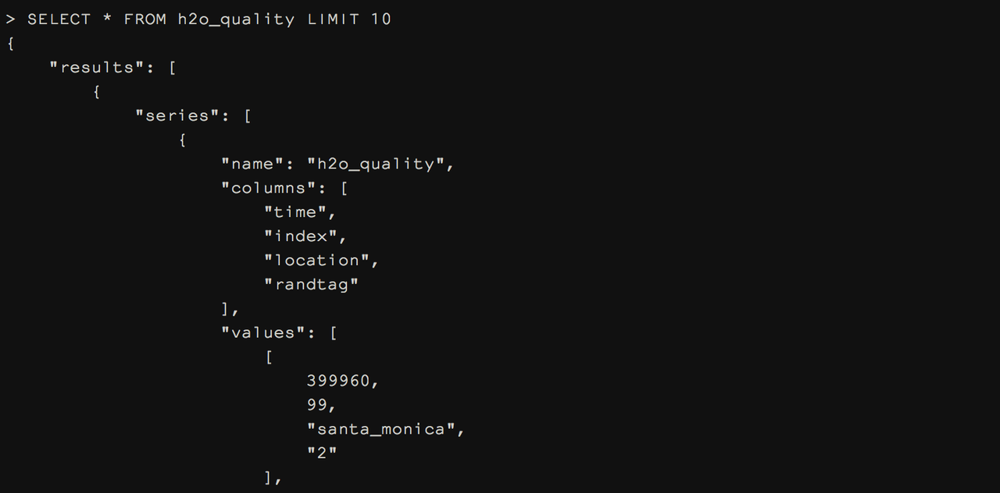 > SELECT * FROM h2o_quality LIMIT 10
{
    "results": [
        {
            "series": [
                {
                    "name": "h2o_quality",
                    "columns": [
                        "time",
                        "index",
                        "location",
                        "randtag"
                    ],
                    "values": [
                        [
                            399960,
                            99,
                            "santa_monica",
                            "2"
                        ],